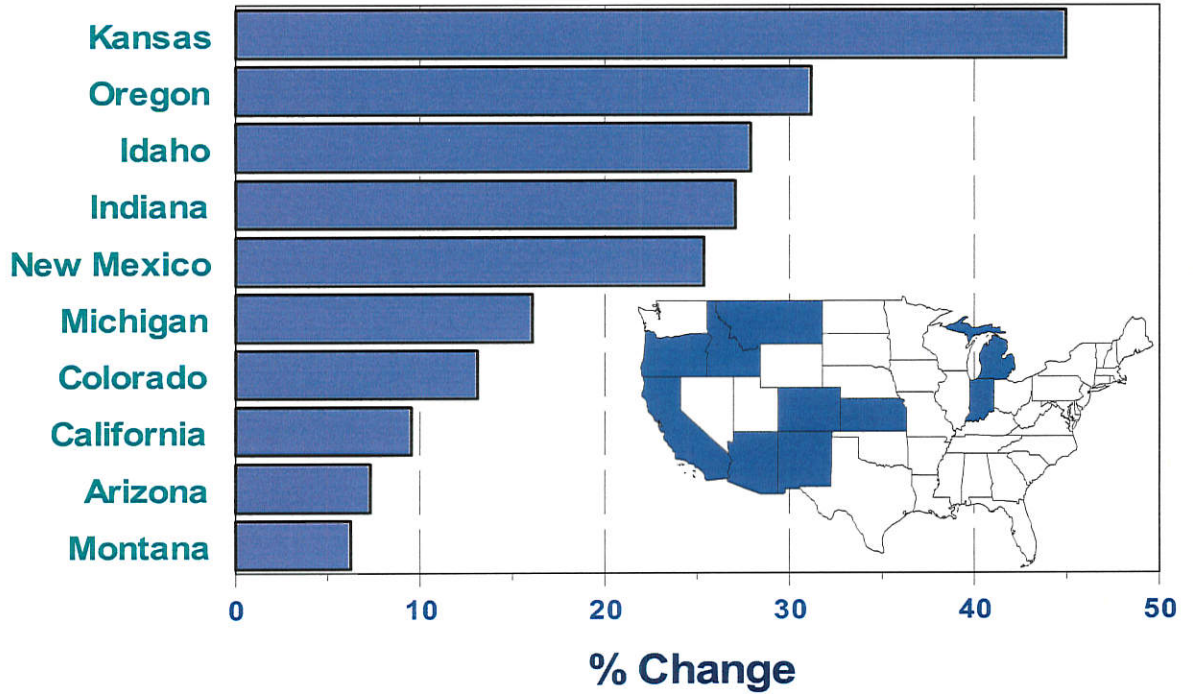 Kansas
Oregon
Idaho
Indiana
New Mexico
Michigan
Colorado
California
Arizona
Montana
0 10 20 30 40 50
% Change